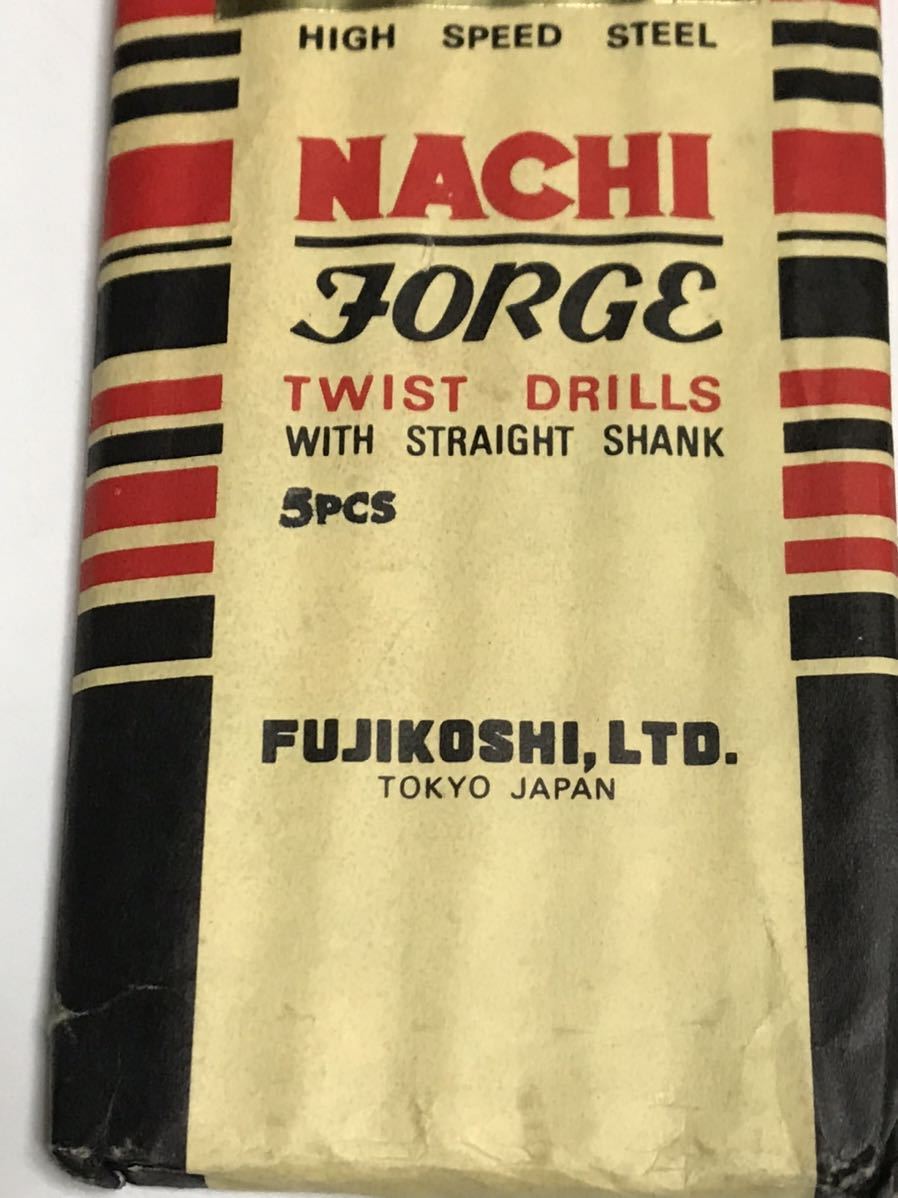 HIGH SPEED STEEL
NACHI
FORGE
TWIST DRILLS
WITH STRAIGHT SHANK
5PCS
FUJIKOSHI, LTD.
TOKYO JAPAN